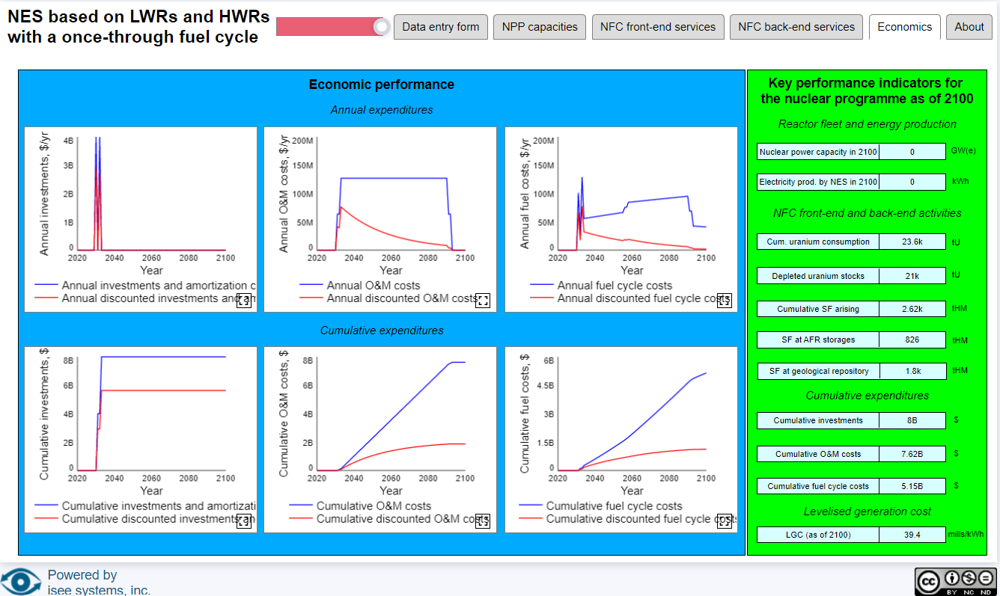 NES based on LWRs and HWRs
with a once-through fuel cycle
Data entry form
NPP capacities
NFC front-end services
NFC back-end services
Economics
About
Economic performance
Annual expenditures
Annual investments, $/yr
4B
3B
2B
1B
0
2020 2040 2060 2080 2100
Year
Annual investments and amortization c
Annual discounted investments and am
Annual O&M costs, $/yr
200M
150M
100M
50M
0
2020 2040 2060 2080 2100
Year
Annual O&M costs
Annual discounted O&M costs
Annual fuel costs, $/yr
200M
150M
100M
50M
0
2020 2040 2060 2080 2100
Year
Annual fuel cycle costs
Annual discounted fuel cycle costs
Cumulative expenditures
Cumulative investments, $
8B
6B
4B
2B
0
2020 2040 2060 2080 2100
Year
Cumulative investments and amortizati
Cumulative discounted investments an
Cumulative O&M costs, $
8B
6B
4B
2B
0
2020 2040 2060 2080 2100
Year
Cumulative O&M costs
Cumulative discounted O&M costs
Cumulative fuel costs, $
6B
4.5B
3B
1.5B
0
2020 2040 2060 2080 2100
Year
Cumulative fuel cycle costs
Cumulative discounted fuel cycle costs
Key performance indicators for
the nuclear programme as of 2100
Reactor fleet and energy production
Nuclear power capacity in 2100 0 GW(e)
Electricity prod. by NES in 2100 0 kWh
NFC front-end and back-end activities
Cum. uranium consumption 23.6k tU
Depleted uranium stocks 21k tU
Cumulative SF arising 2.62k tHM
SF at AFR storages 826 tHM
SF at geological repository 1.8k tHM
Cumulative expenditures
Cumulative investments 8B $
Cumulative O&M costs 7.62B $
Cumulative fuel cycle costs 5.15B $
Levelised generation cost
LGC (as of 2100) 39.4 mills/kWh
Powered by
isee systems, inc.
cc
BY NC ND